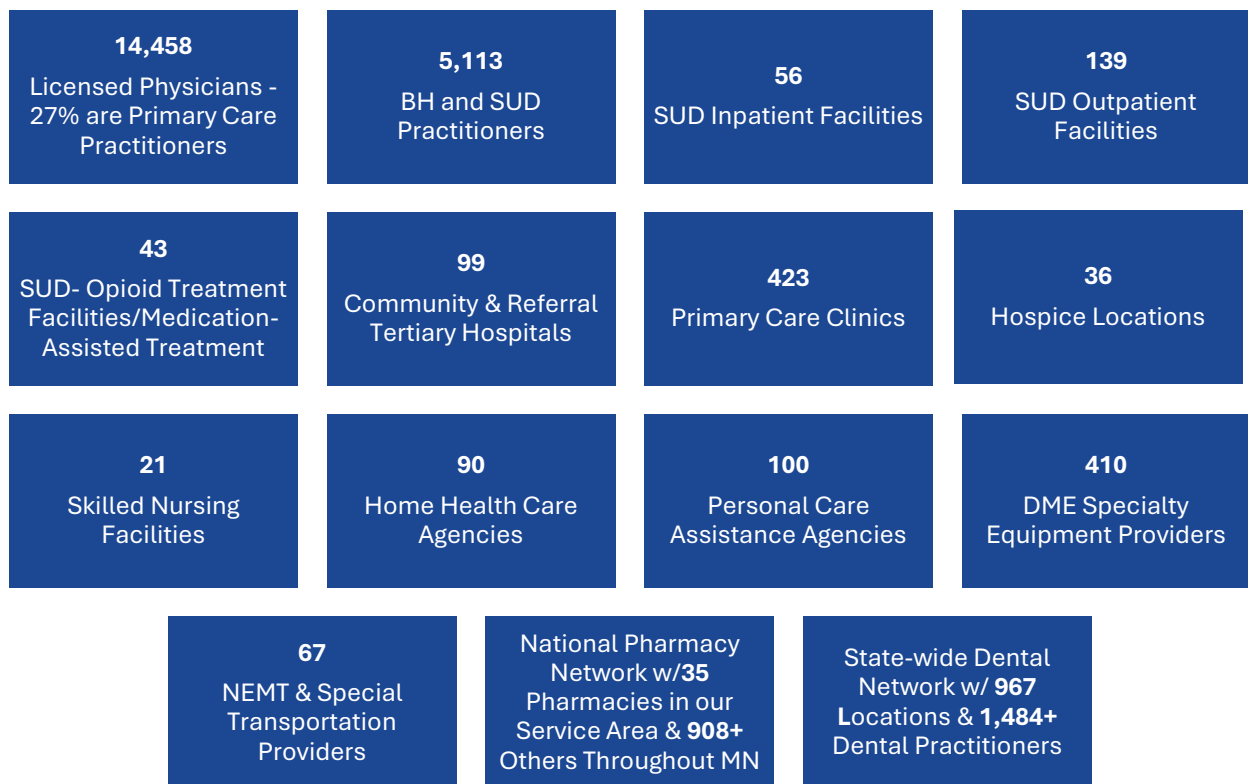 14,458
Licensed Physicians -
27% are Primary Care
Practitioners
5,113
BH and SUD
Practitioners
56
SUD Inpatient Facilities
139
SUD Outpatient
Facilities
43
SUD- Opioid Treatment
Facilities/Medication-
Assisted Treatment
99
Community & Referral
Tertiary Hospitals
423
Primary Care Clinics
36
Hospice Locations
21
Skilled Nursing
Facilities
90
Home Health Care
Agencies
100
Personal Care
Assistance Agencies
410
DME Specialty
Equipment Providers
67
NEMT & Special
Transportation
Providers
National Pharmacy
Network w/35
Pharmacies in our
Service Area & 908+
Others Throughout MN
State-wide Dental
Network w/ 967
Locations & 1,484+
Dental Practitioners